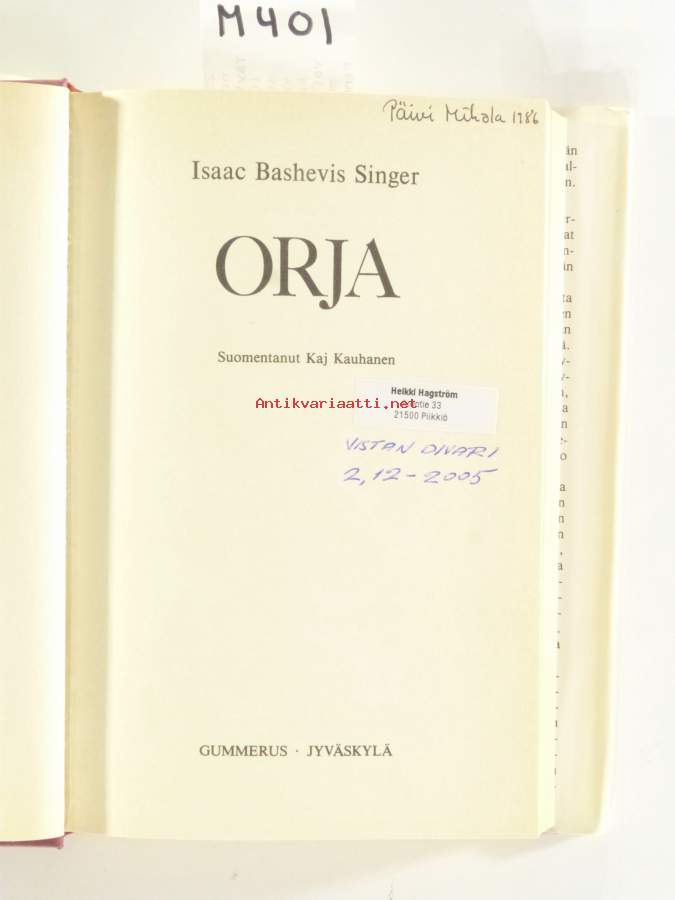 M401
Päivi Mikola 1986
Isaac Bashevis Singer
ORJA
Suomentanut Kaj Kauhanen
Heikki Hagström
Antikvariaatti.net
33
21500 Piikkiö
VISTAN DIVARI
2,12-2005
GUMMERUS · JYVÄSKYLÄ